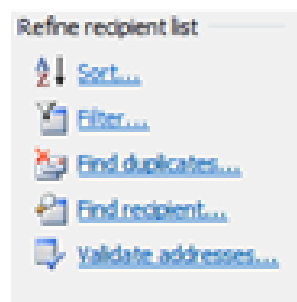 Refine recipient list
Sort...
Filter...
Find duplicates...
Find recipient...
Validate addresses...